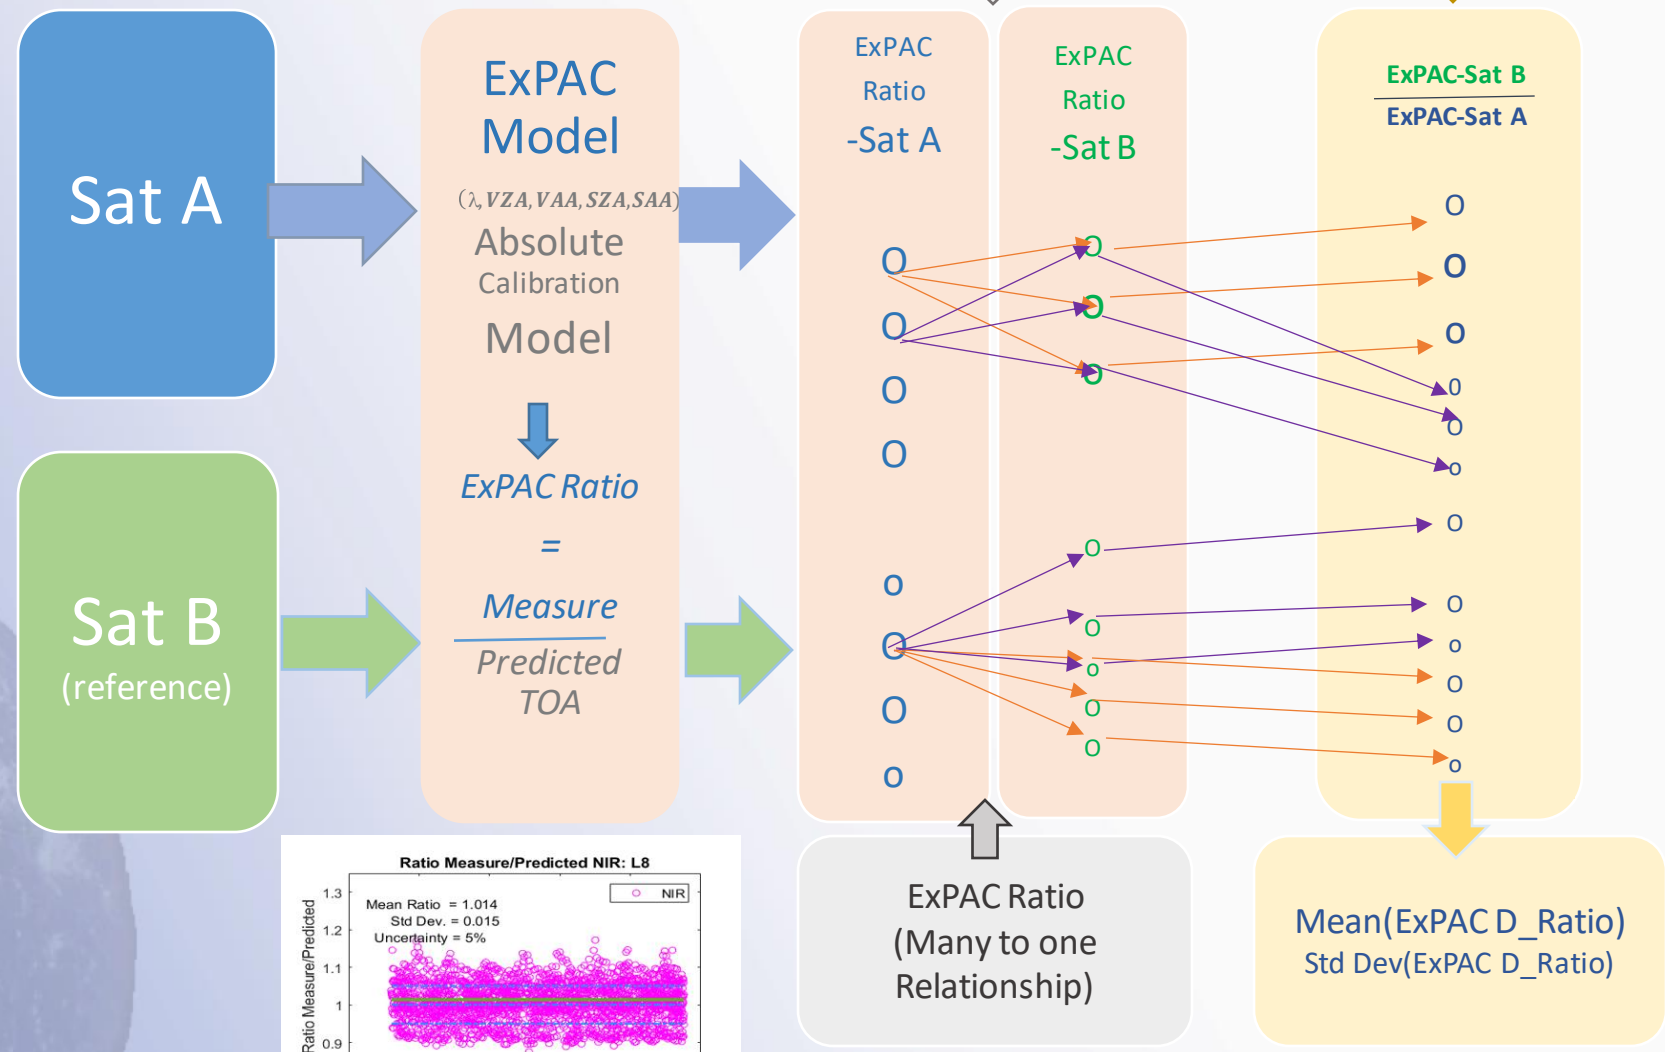 Sat A
Sat B
(reference)
ExPAC
Model
(λ,VZA,VAA,SZA,SAA)
Absolute
Calibration
Model
ExPAC Ratio
=
Measure
Predicted
TOA
ExPAC
Ratio
-Sat A
O
O
O
O
o
O
O
o
ExPAC
Ratio
-Sat B
O
O
O
O
O
o
O
O
ExPAC-Sat B
ExPAC-Sat A
O
O
O
O
O
o
O
O
o
O
O
o
Ratio Measure/Predicted NIR: L8
NIR
Mean Ratio = 1.014
Std Dev. = 0.015
Uncertainty = 5%
Ratio Measure/Predicted
1.3
1.2
1.1
1
0.9
ExPAC Ratio
(Many to one
Relationship)
Mean(ExPAC D_Ratio)
Std Dev(ExPAC D_Ratio)